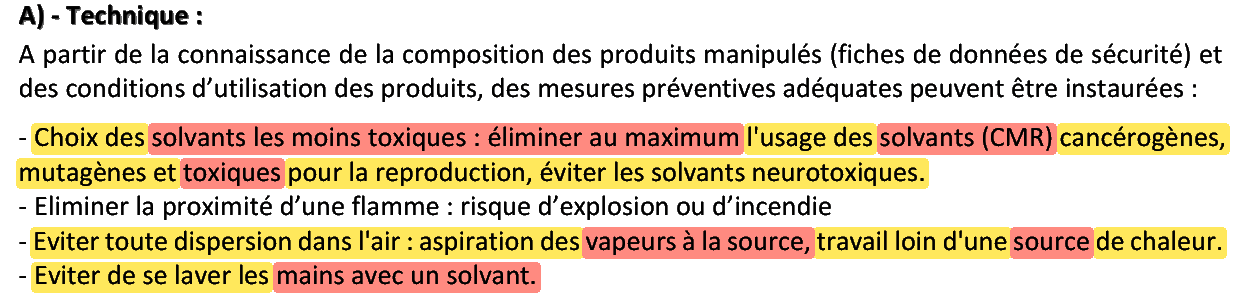 A) - Technique :
A partir de la connaissance de la composition des produits manipulés (fiches de données de sécurité) et
des conditions d’utilisation des produits, des mesures préventives adéquates peuvent être instaurées :
- Choix des solvants les moins toxiques : éliminer au maximum l'usage des solvants (CMR) cancérogènes,
mutagènes et toxiques pour la reproduction, éviter les solvants neurotoxiques.
- Eliminer la proximité d’une flamme : risque d’explosion ou d’incendie
- Eviter toute dispersion dans l'air : aspiration des vapeurs à la source, travail loin d'une source de chaleur.
- Eviter de se laver les mains avec un solvant.